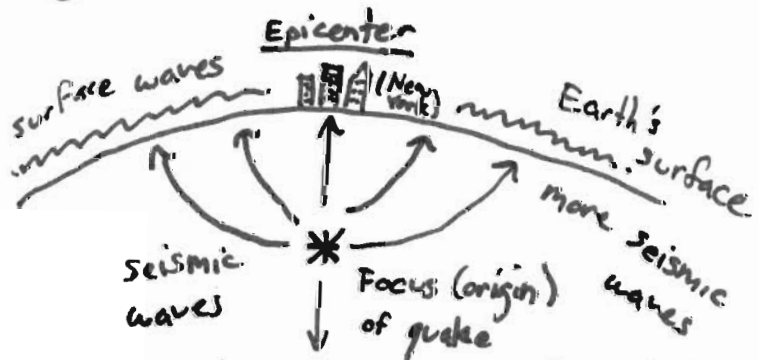 Epicenter
surface waves
(New
York)
Earth's
surface
more seismic
waves
seismic
waves
Focus (origin)
of quake